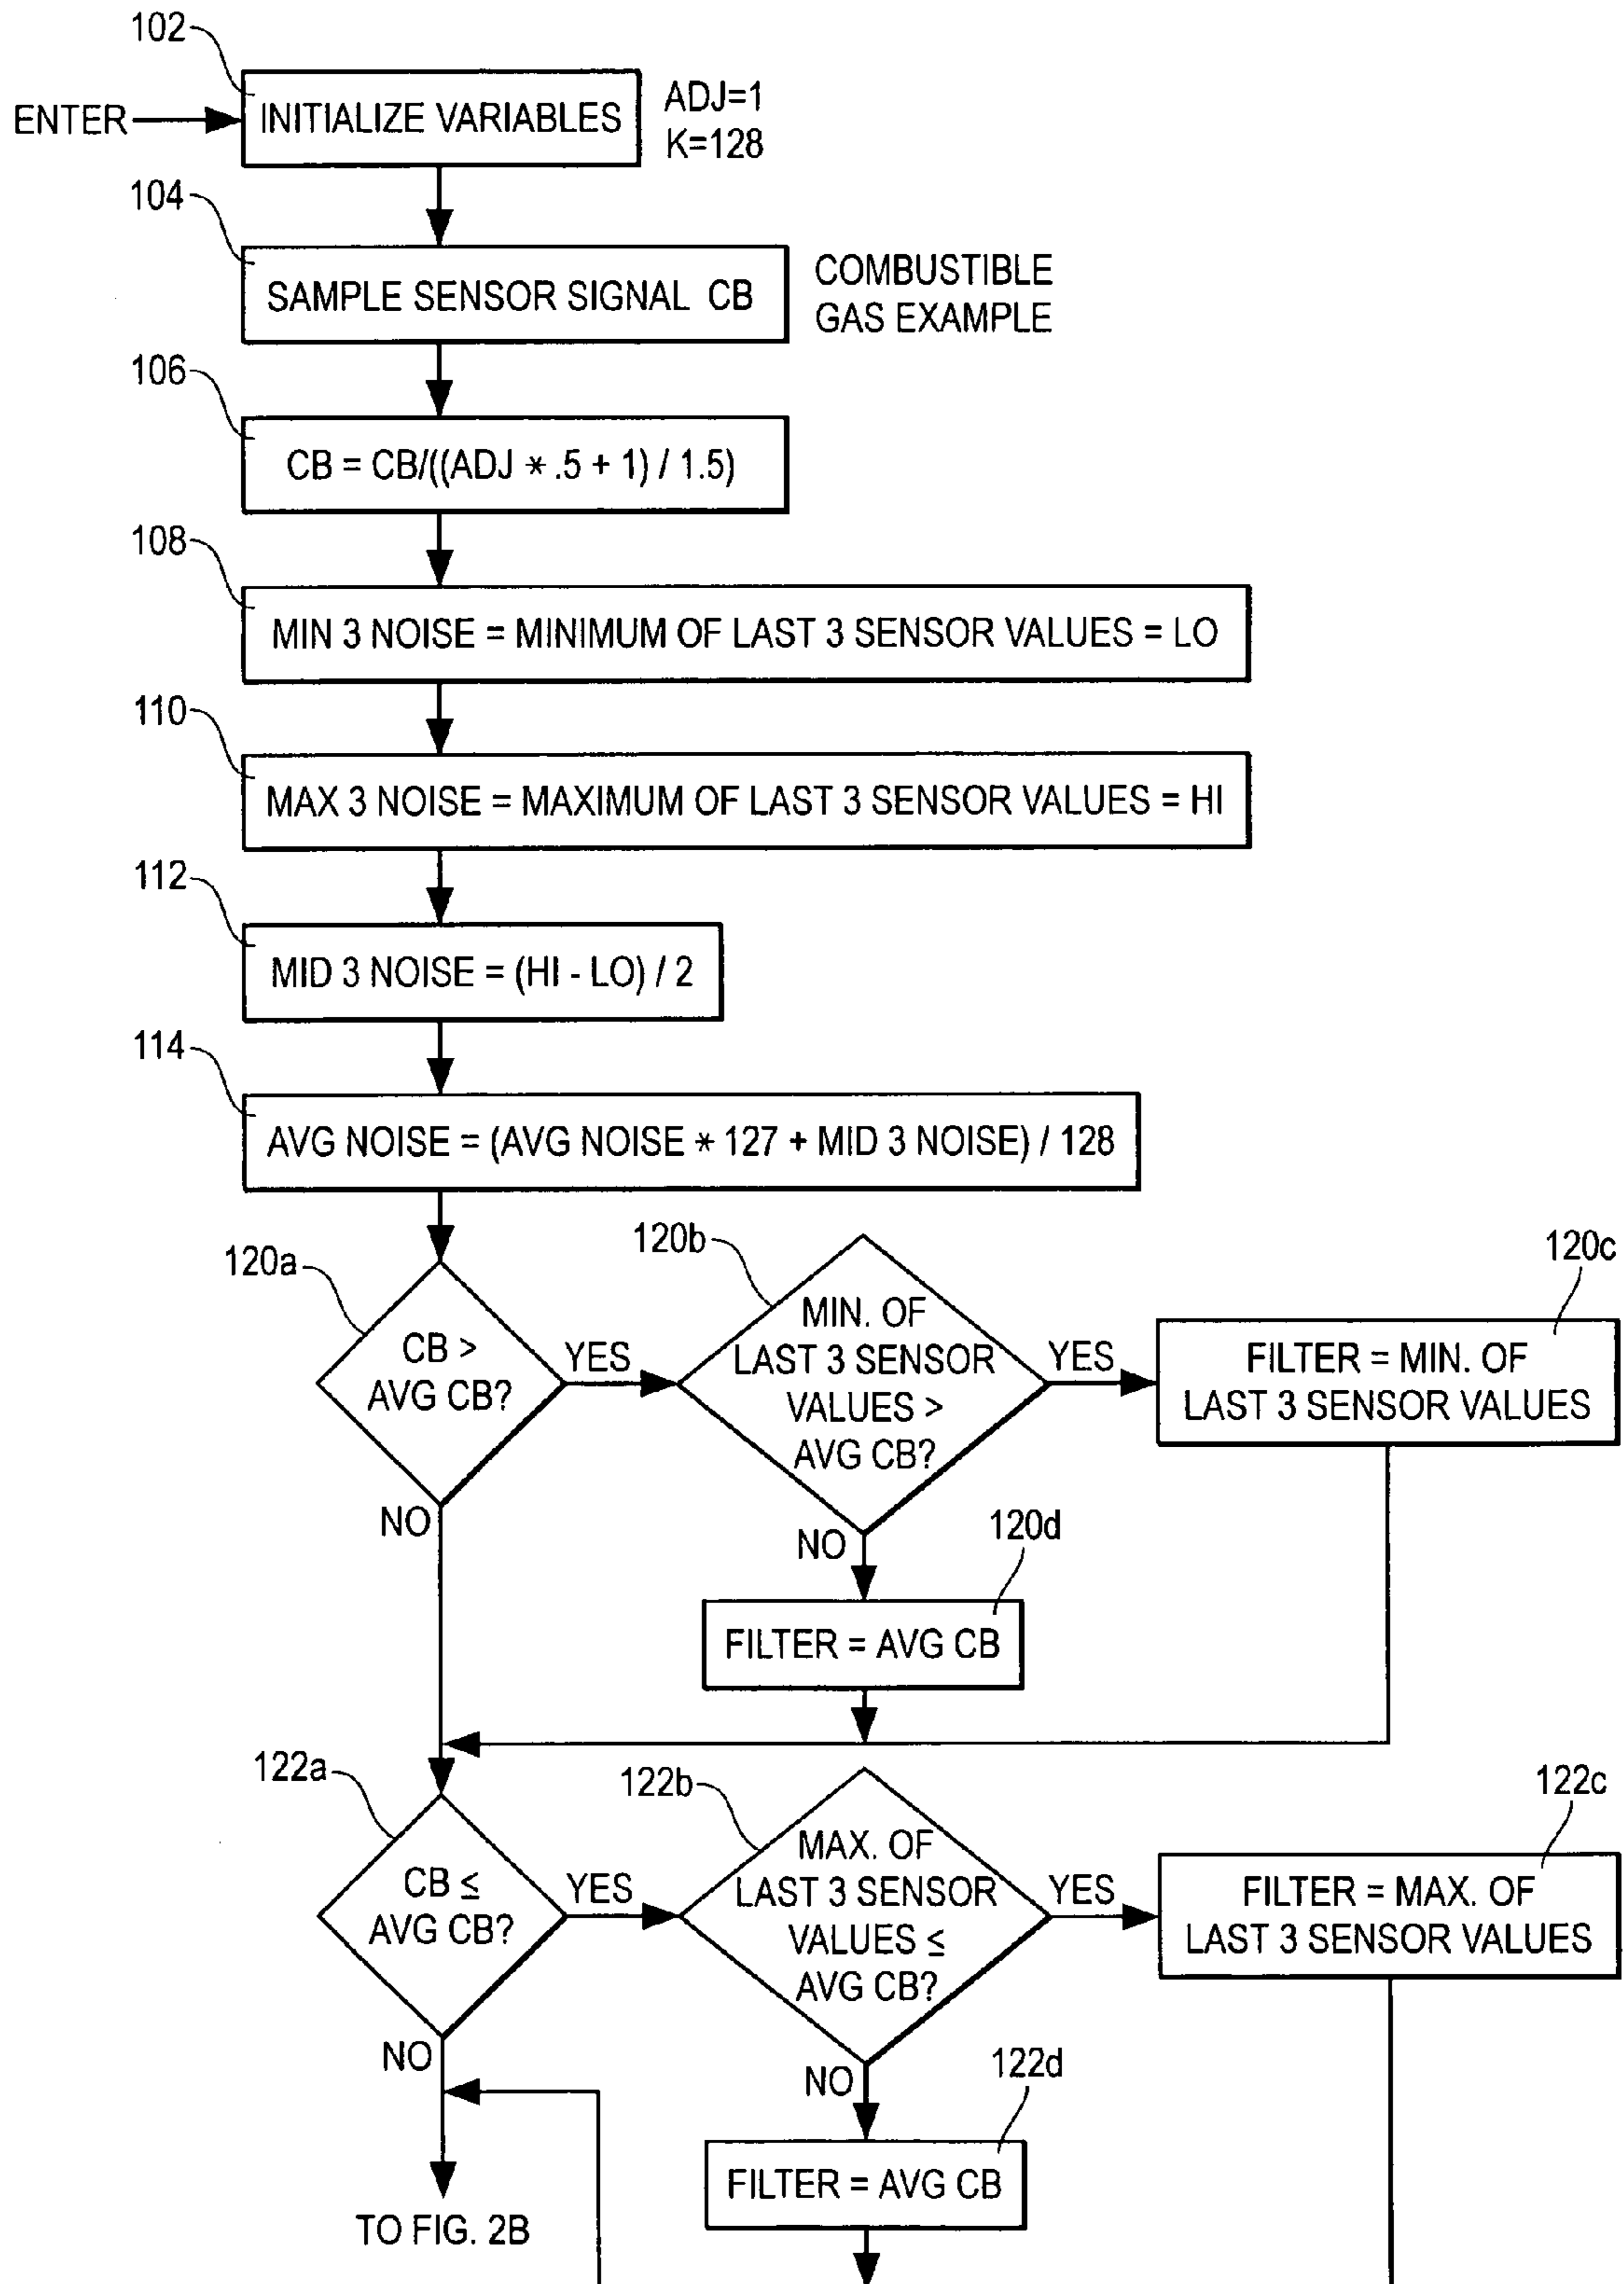 102
ENTER
INITIALIZE VARIABLES
ADJ=1
K=128
104
SAMPLE SENSOR SIGNAL CB
COMBUSTIBLE
GAS EXAMPLE
106
CB = CB/((ADJ * .5 + 1) / 1.5)
108
MIN 3 NOISE = MINIMUM OF LAST 3 SENSOR VALUES = LO
110
MAX 3 NOISE = MAXIMUM OF LAST 3 SENSOR VALUES = HI
112
MID 3 NOISE = (HI - LO) / 2
114
AVG NOISE = (AVG NOISE * 127 + MID 3 NOISE) / 128
120a
CB >
AVG CB?
YES
NO
120b
MIN. OF
LAST 3 SENSOR
VALUES >
AVG CB?
YES
NO
120c
FILTER = MIN. OF
LAST 3 SENSOR VALUES
120d
FILTER = AVG CB
122a
CB ≤
AVG CB?
YES
NO
122b
MAX. OF
LAST 3 SENSOR
VALUES ≤
AVG CB?
YES
NO
122c
FILTER = MAX. OF
LAST 3 SENSOR VALUES
122d
FILTER = AVG CB
TO FIG. 2B